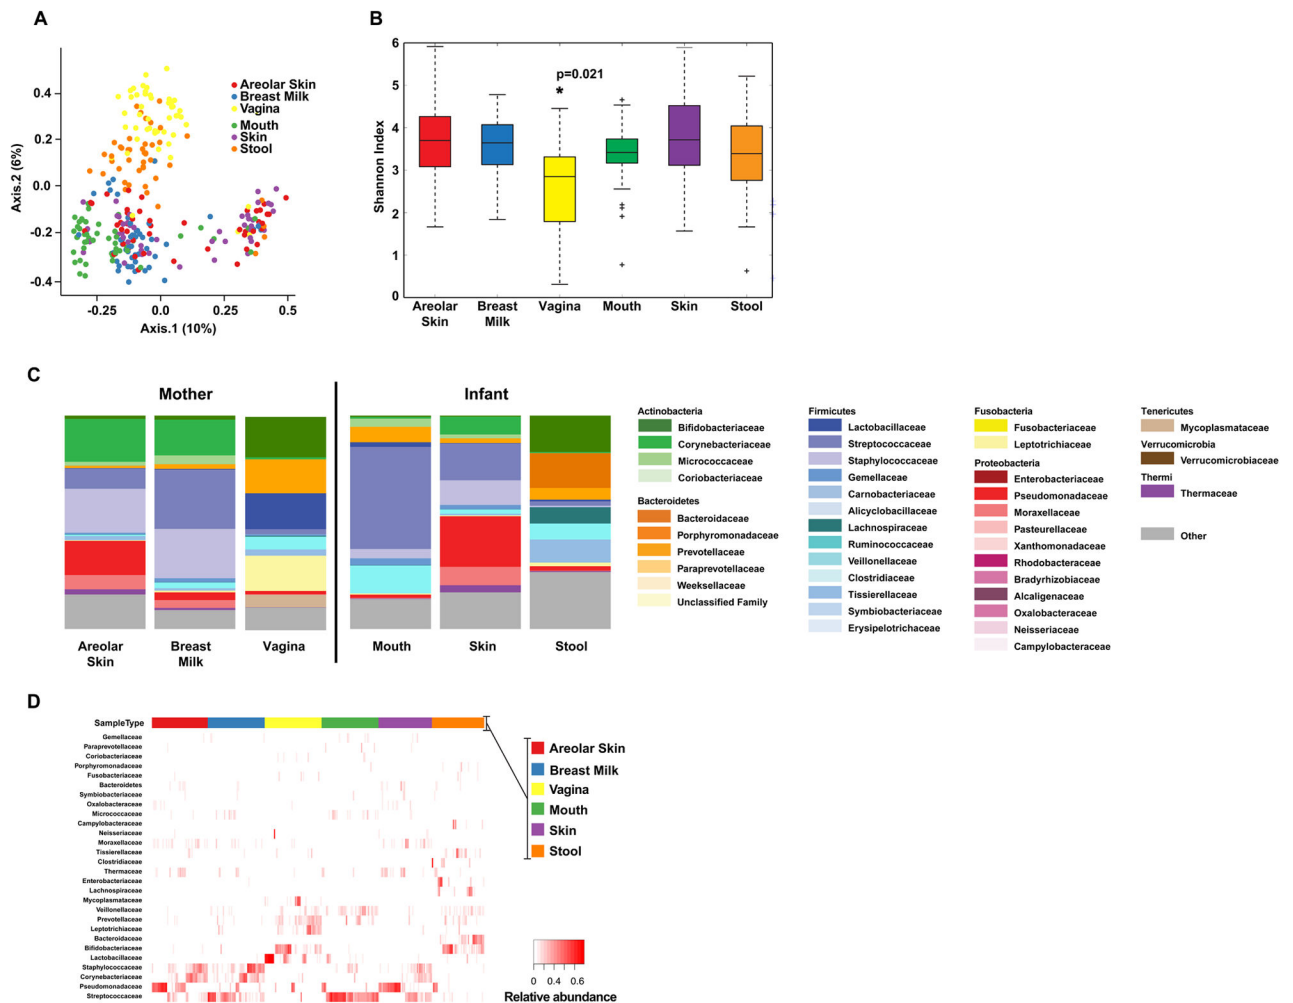 A
0.4
0.2
0.0
-0.2
-0.4
Axis.2 (6%)
-0.25
0.0
0.25
0.5
Axis.1 (10%)
Areolar Skin
Breast Milk
Vagina
Mouth
Skin
Stool
B
6
5
4
3
2
1
0
Shannon Index
p=0.021
*
Areolar
Skin
Breast
Milk
Vagina
Mouth
Skin
Stool
C
Mother
Infant
Areolar
Skin
Breast
Milk
Vagina
Mouth
Skin
Stool
Actinobacteria
Bifidobacteriaceae
Corynebacteriaceae
Micrococcaceae
Coriobacteriaceae
Bacteroidetes
Bacteroidaceae
Porphyromonadaceae
Prevotellaceae
Paraprevotellaceae
Weeksellaceae
Unclassified Family
Firmicutes
Lactobacillaceae
Streptococcaceae
Staphylococcaceae
Gemellaceae
Carnobacteriaceae
Alicyclobacillaceae
Lachnospiraceae
Ruminococcaceae
Veillonellaceae
Clostridiaceae
Tissierellaceae
Symbiobacteriaceae
Erysipelotrichaceae
Fusobacteria
Fusobacteriaceae
Leptotrichiaceae
Proteobacteria
Enterobacteriaceae
Pseudomonadaceae
Moraxellaceae
Pasteurellaceae
Xanthomonadaceae
Rhodobacteraceae
Bradyrhizobiaceae
Alcaligenaceae
Oxalobacteraceae
Neisseriaceae
Campylobacteraceae
Tenericutes
Mycoplasmataceae
Verrucomicrobia
Verrucomicrobiaceae
Thermi
Thermaceae
Other
D
SampleType
Gemellaceae
Paraprevotellaceae
Coriobacteriaceae
Porphyromonadaceae
Fusobacteriaceae
Bacteroidetes
Symbiobacteriaceae
Oxalobacteraceae
Micrococcaceae
Campylobacteraceae
Neisseriaceae
Moraxellaceae
Tissierellaceae
Clostridiaceae
Thermaceae
Enterobacteriaceae
Lachnospiraceae
Mycoplasmataceae
Veillonellaceae
Prevotellaceae
Leptotrichiaceae
Bacteroidaceae
Bifidobacteriaceae
Lactobacillaceae
Staphylococcaceae
Corynebacteriaceae
Pseudomonadaceae
Streptococcaceae
Areolar Skin
Breast Milk
Vagina
Mouth
Skin
Stool
0
0.4
0.6
Relative abundance